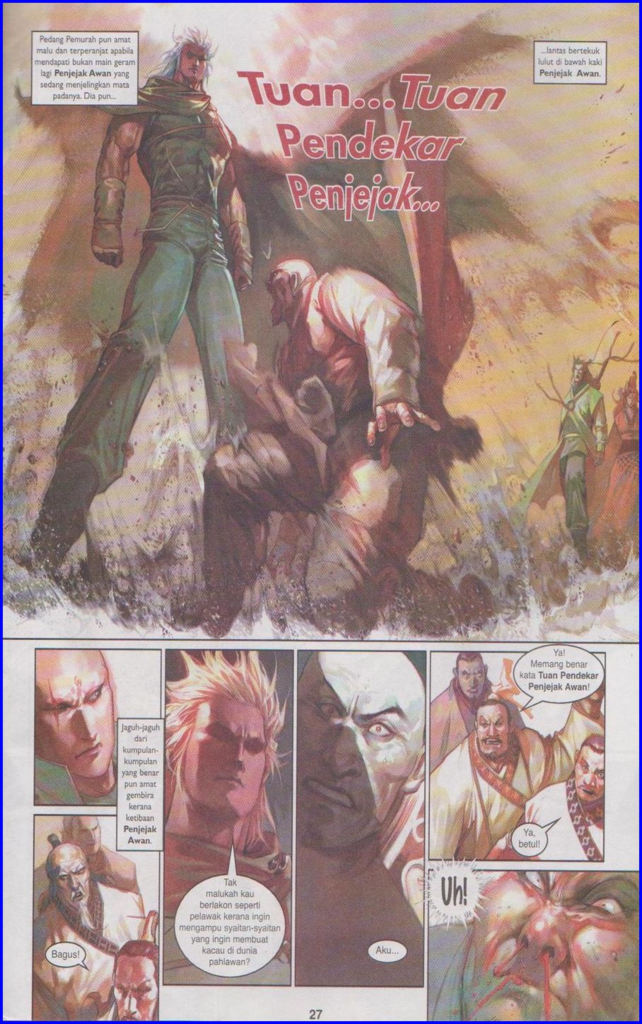 Pedang Pemurah pun amat
malu dan terperanjat apabila
mendapati bukan main geram
lagi Penjejak Awan yang
sedang menjelingkan mata
padanya. Dia pun...
Tuan...Tuan
Pendekar
Penjejak...
...lantas bertekuk
lulut di bawah kaki
Penjejak Awan.
Jaguh-jaguh
dari
kumpulan-
kumpulan
yang benar
pun amat
gembira
kerana
ketibaan
Penjejak
Awan.
Bagus!
Tak
malukah kau
berlakon seperti
pelawak kerana ingin
mengampu syaitan-syaitan
yang ingin membuat
kacau di dunia
pahlawan?
Aku...
Ya!
Memang benar
kata Tuan Pendekar
Penjejak Awan!
Ya,
betul!
Uh!
27